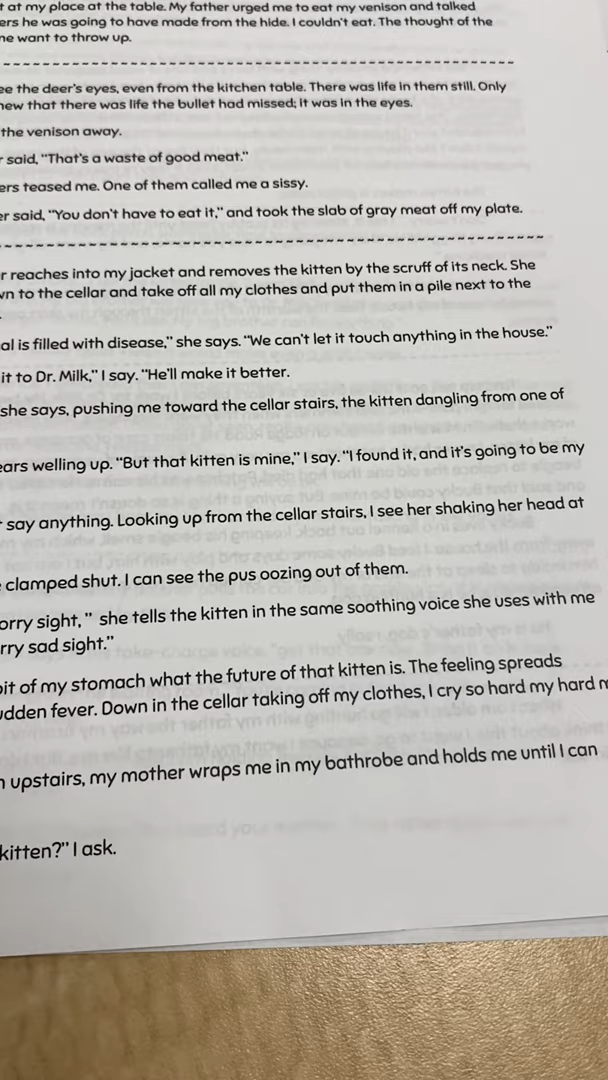 at my place at the table. My father urged me to eat my venison and talked
ers he was going to have made from the hide. I couldn't eat. The thought of the
me want to throw up.
ee the deer's eyes, even from the kitchen table. There was life in them still. Only
new that there was life the bullet had missed; it was in the eyes.
the venison away.
r said, "That's a waste of good meat."
ers teased me. One of them called me a sissy.
er said, "You don't have to eat it," and took the slab of gray meat off my plate.
r reaches into my jacket and removes the kitten by the scruff of its neck. She
wn to the cellar and take off all my clothes and put them in a pile next to the
al is filled with disease," she says. "We can't let it touch anything in the house."
it to Dr. Milk," I say. "He'll make it better.
she says, pushing me toward the cellar stairs, the kitten dangling from one of
ears welling up. "But that kitten is mine," I say. "I found it, and it's going to be my
say anything. Looking up from the cellar stairs, I see her shaking her head at
clamped shut. I can see the pus oozing out of them.
orry sight, " she tells the kitten in the same soothing voice she uses with me
rry sad sight."
pit of my stomach what the future of that kitten is. The feeling spreads
udden fever. Down in the cellar taking off my clothes, I cry so hard my hard
n upstairs, my mother wraps me in my bathrobe and holds me until I can
kitten?" I ask.